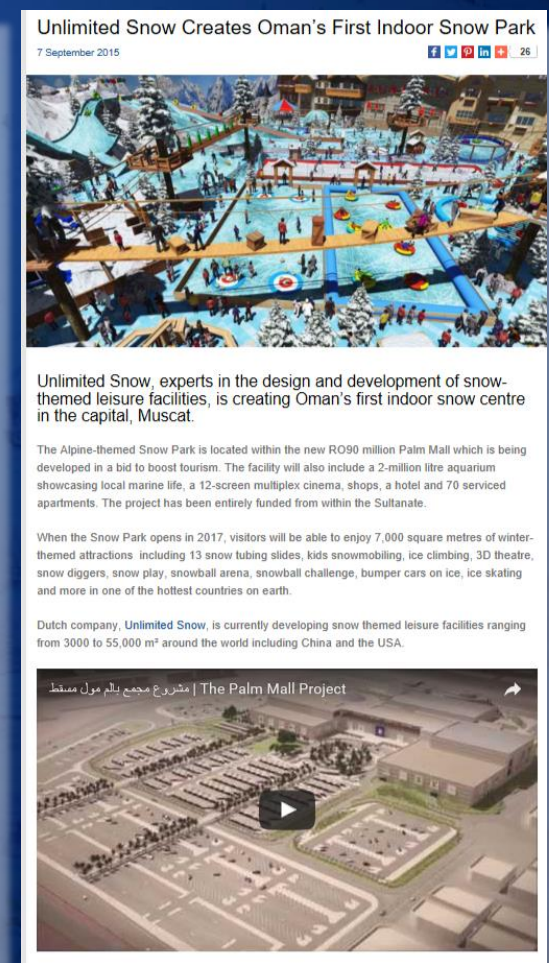 Unlimited Snow Creates Oman's First Indoor Snow Park
7 September 2015
26
Unlimited Snow, experts in the design and development of snow-
themed leisure facilities, is creating Oman's first indoor snow centre
in the capital, Muscat.
The Alpine-themed Snow Park is located within the new RO90 million Palm Mall which is being
developed in a bid to boost tourism. The facility will also include a 2-million litre aquarium
showcasing local marine life, a 12-screen multiplex cinema, shops, a hotel and 70 serviced
apartments. The project has been entirely funded from within the Sultanate.
When the Snow Park opens in 2017, visitors will be able to enjoy 7,000 square metres of winter-
themed attractions including 13 snow tubing slides, kids snowmobiling, ice climbing, 3D theatre,
snow diggers, snow play, snowball arena, snowball challenge, bumper cars on ice, ice skating
and more in one of the hottest countries on earth.
Dutch company, Unlimited Snow, is currently developing snow themed leisure facilities ranging
from 3000 to 55,000 m² around the world including China and the USA.
مشروع مجمع بالم مول مسقط | The Palm Mall Project